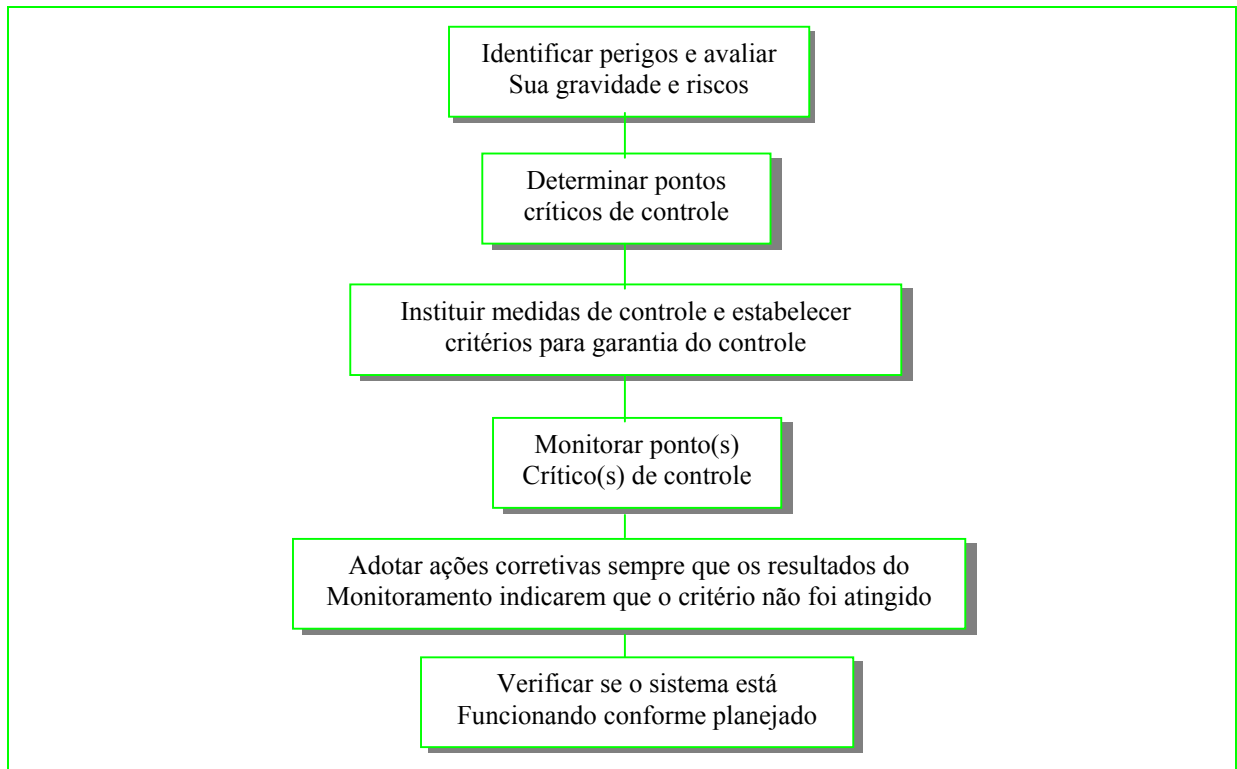 Identificar perigos e avaliar
Sua gravidade e riscos
Determinar pontos
críticos de controle
Instituir medidas de controle e estabelecer
critérios para garantia do controle
Monitorar ponto(s)
Crítico(s) de controle
Adotar ações corretivas sempre que os resultados do
Monitoramento indicarem que o critério não foi atingido
Verificar se o sistema está
Funcionando conforme planejado